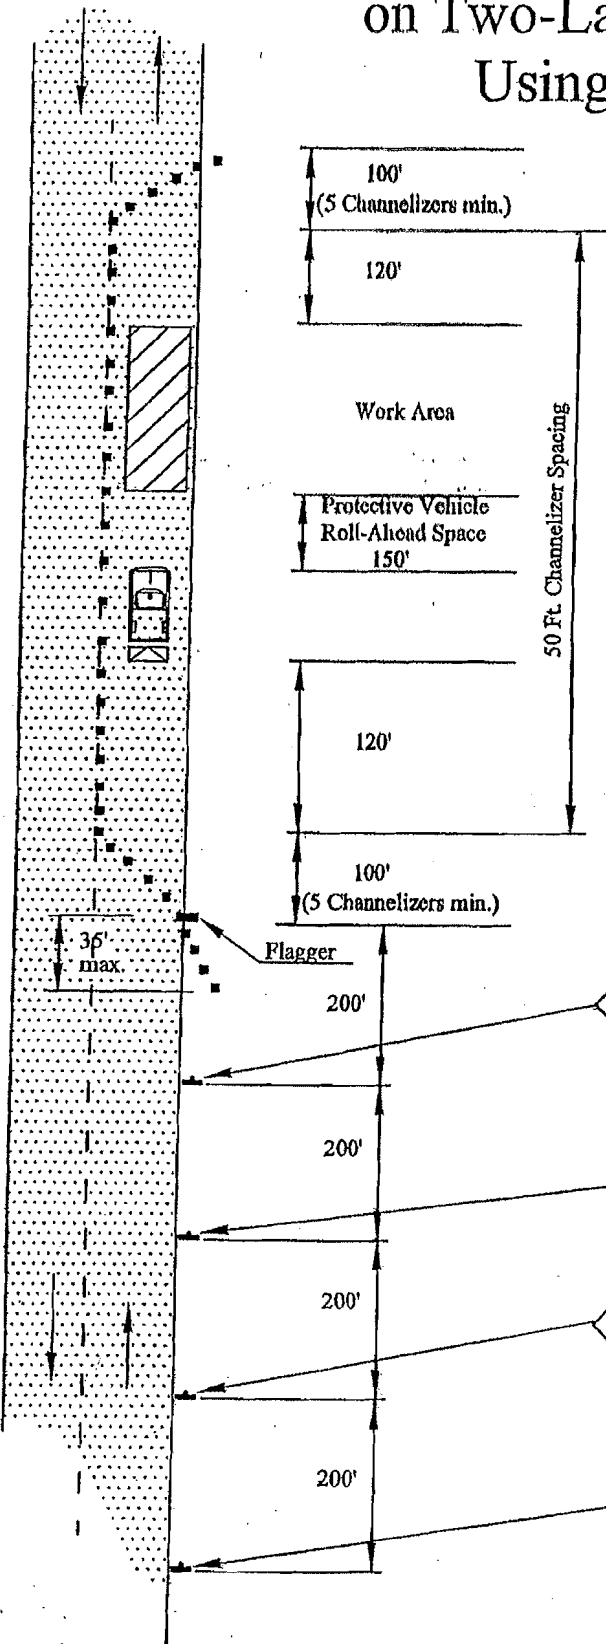 on Two-La
Using
100'
(5 Channelizers min.)
120'
Work Area
50 Ft. Channelizer Spacing
Protective Vehicle
Roll-Ahead Space
150'
120'
100'
(5 Channelizers min.)
35'
max.
Flagger
200'
200'
200'
200'